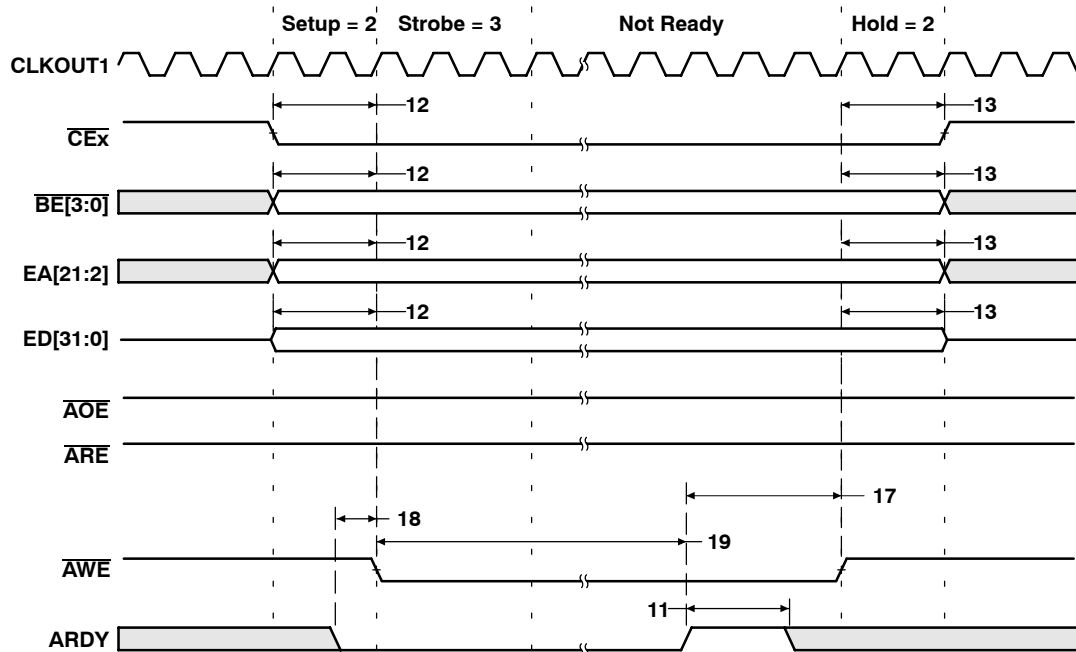 Setup = 2 Strobe = 3 Not Ready Hold = 2
CLKOUT1
12 13
CEx
12 13
BE[3:0]
12 13
EA[21:2]
12 13
ED[31:0]
AOE
ARE
17
18
19
AWE
11
ARDY